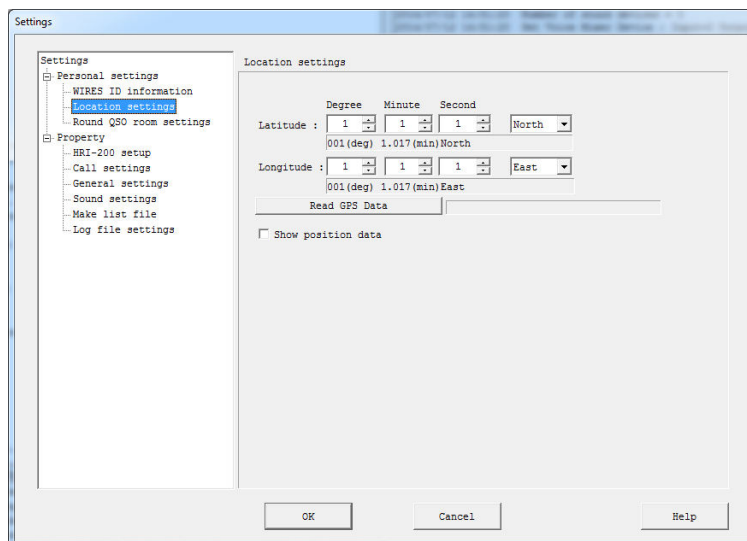 Settings
Settings
Personal settings
WIRES ID information
Location settings
Round QSO room settings
Property
HRI-200 setup
Call settings
General settings
Sound settings
Make list file
Log file settings
Location settings
Degree Minute Second
Latitude : 1 1 1 North
001(deg) 1.017(min)North
Longitude : 1 1 1 East
001(deg) 1.017(min)East
Read GPS Data
Show position data
OK Cancel Help